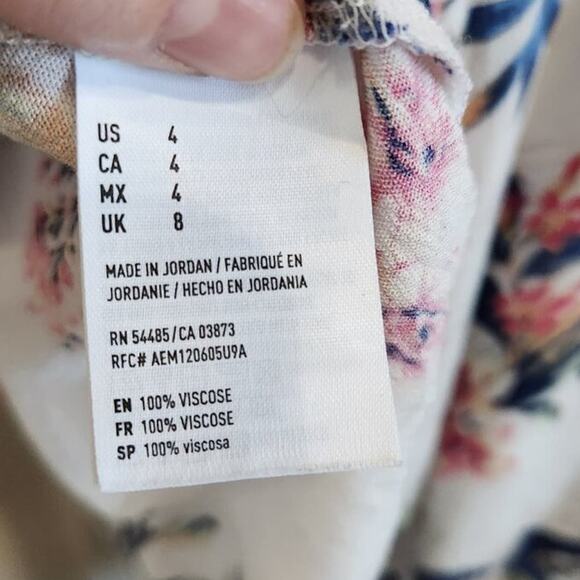 US 4
CA 4
MX 4
UK 8
MADE IN JORDAN / FABRIQUÉ EN
JORDANIE / HECHO EN JORDANIA
RN 54485/CA 03873
RFC# AEM120605U9A
EN 100% VISCOSE
FR 100% VISCOSE
SP 100% viscosa